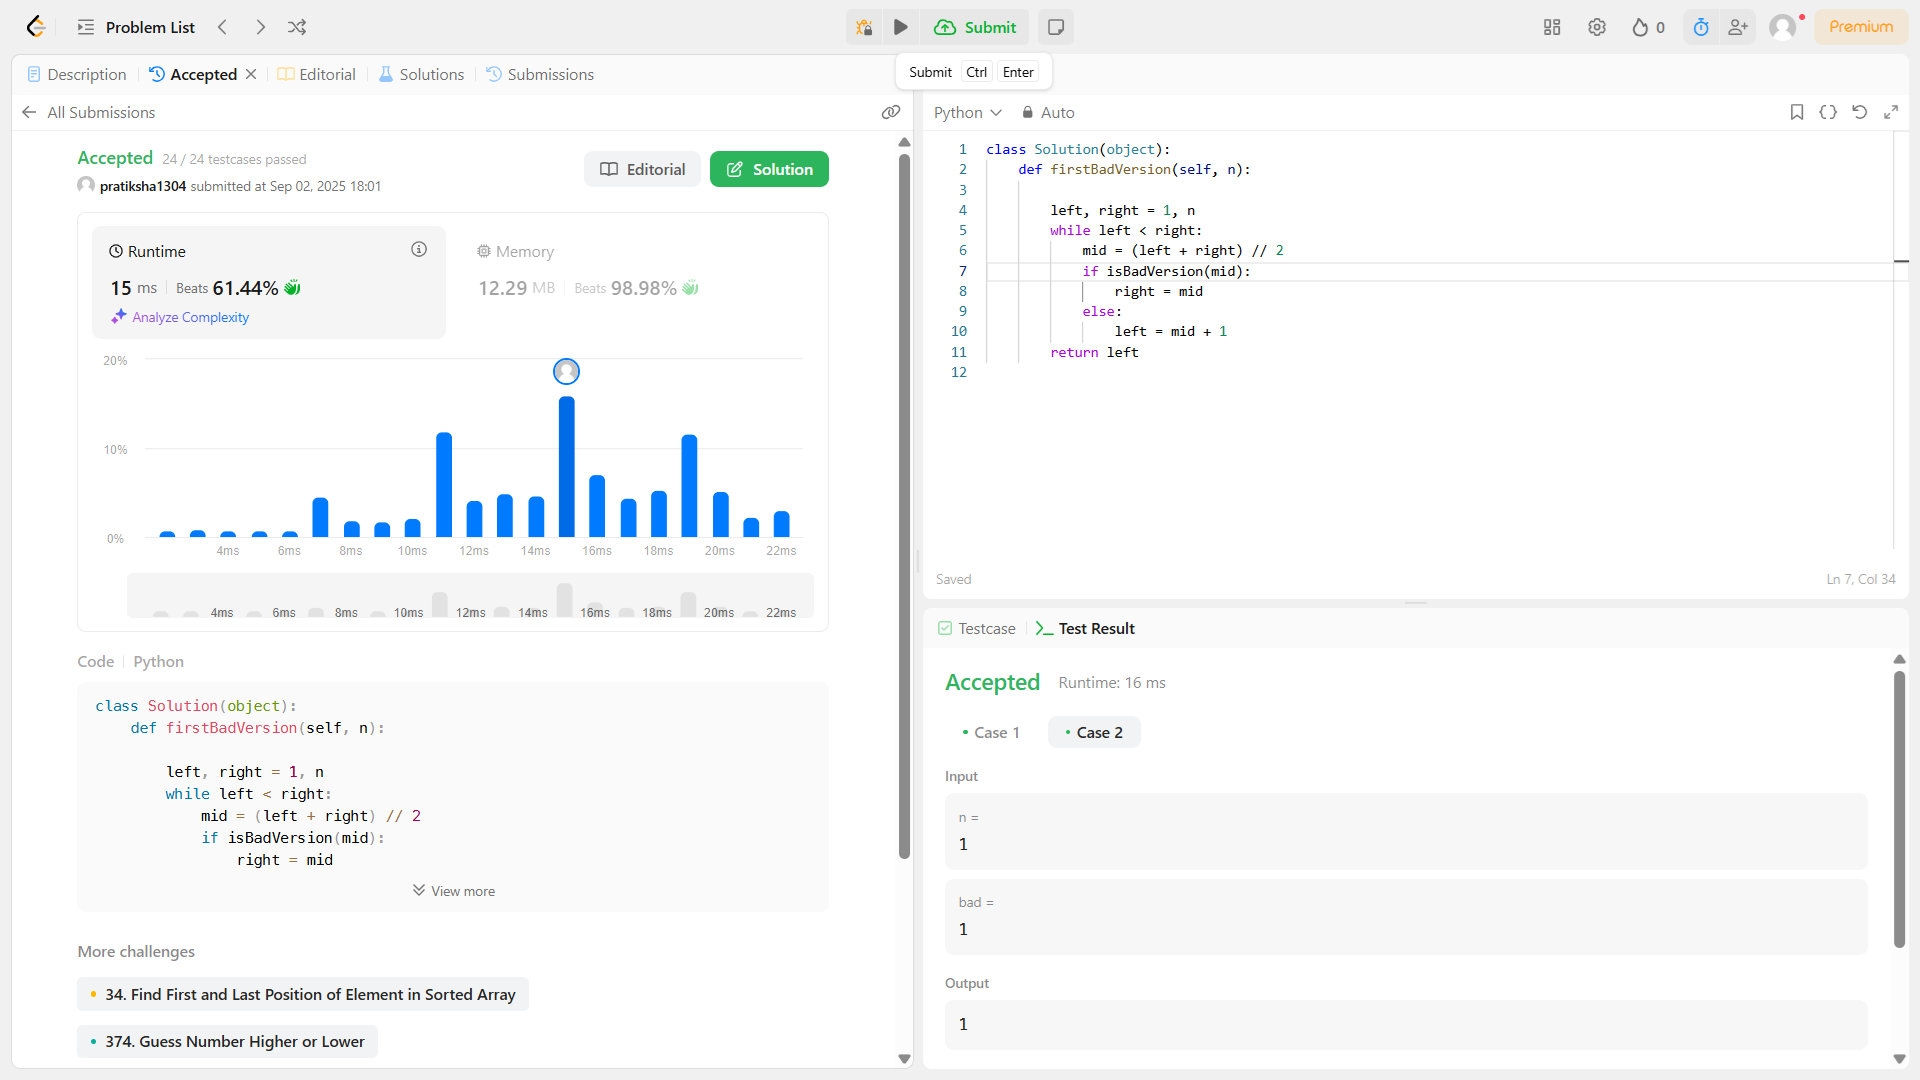 Problem List
Submit
0
Premium
Submit Ctrl Enter
Description
Accepted
Editorial
Solutions
Submissions
All Submissions
Accepted 24 / 24 testcases passed
pratiksha1304 submitted at Sep 02, 2025 18:01
Editorial
Solution
Runtime
15 ms Beats 61.44%
Analyze Complexity
Memory
12.29 MB Beats 98.98%
20%
10%
0%
4ms 6ms 8ms 10ms 12ms 14ms 16ms 18ms 20ms 22ms
4ms 6ms 8ms 10ms 12ms 14ms 16ms 18ms 20ms 22ms
Code Python
class Solution(object):
def firstBadVersion(self, n):
left, right = 1, n
while left < right:
mid = (left + right) // 2
if isBadVersion(mid):
right = mid
View more
More challenges
34. Find First and Last Position of Element in Sorted Array
374. Guess Number Higher or Lower
Python Auto
1 class Solution(object):
2 def firstBadVersion(self, n):
3
4 left, right = 1, n
5 while left < right:
6 mid = (left + right) // 2
7 if isBadVersion(mid):
8 right = mid
9 else:
10 left = mid + 1
11 return left
12
Saved
Ln 7, Col 34
Testcase
Test Result
Accepted Runtime: 16 ms
Case 1
Case 2
Input
n =
1
bad =
1
Output
1